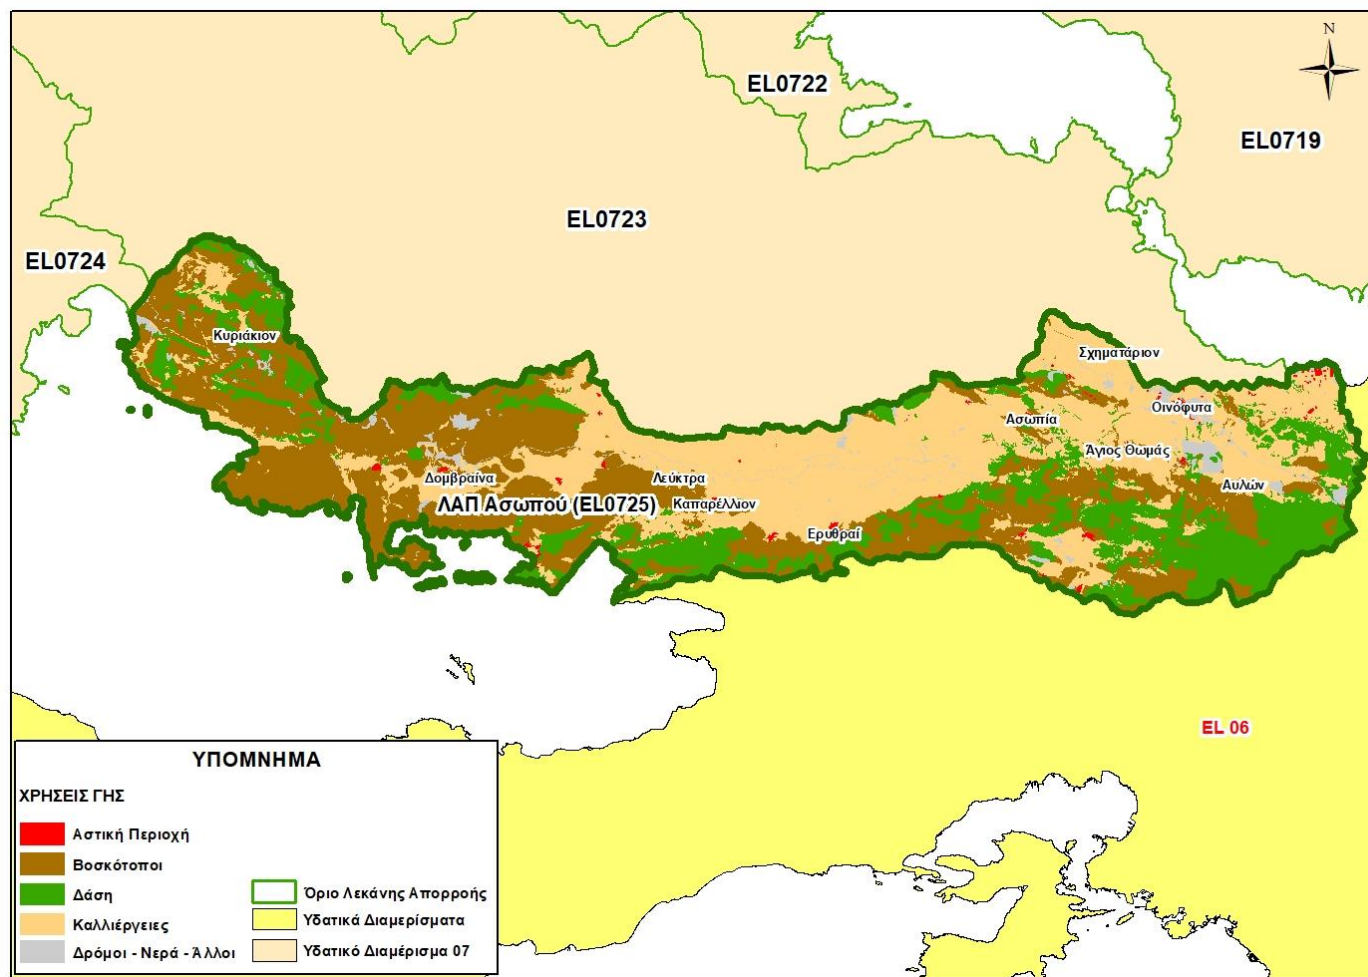 N
EL0722
EL0719
EL0723
EL0724
Κυριάκιον
Σχηματάριον
Οινόφυτα
Ασωπία
Άγιος Θωμάς
Δομβραίνα
Λεύκτρα
Αυλών
ΛΑΠ Ασωπού (EL0725)
Καπαρέλλιον
Ερυθραί
EL 06
ΥΠΟΜΝΗΜΑ
ΧΡΗΣΕΙΣ ΓΗΣ
Αστική Περιοχή
Βοσκότοποι
Δάση
Καλλιέργειες
Δρόμοι - Νερά - Άλλοι
Όριο Λεκάνης Απορροής
Υδατικά Διαμερίσματα
Υδατικό Διαμέρισμα 07